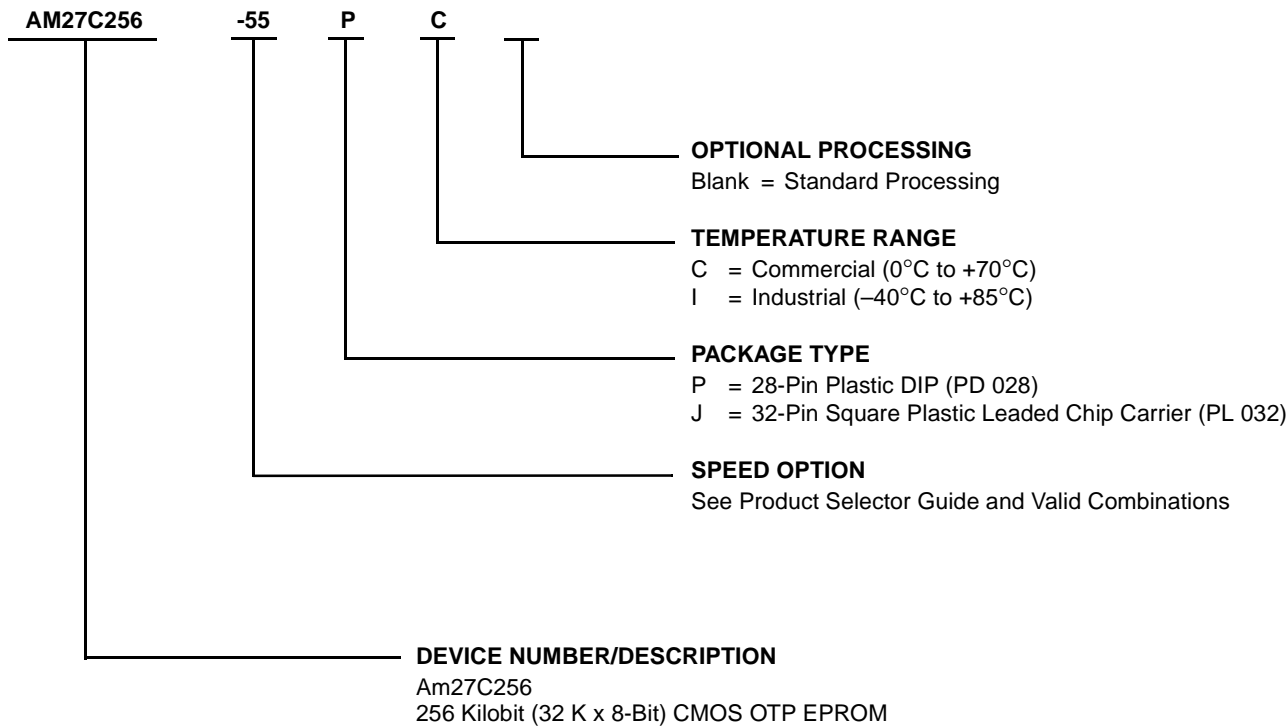 AM27C256 -55 P C
OPTIONAL PROCESSING
Blank = Standard Processing
TEMPERATURE RANGE
C = Commercial (0°C to +70°C)
I = Industrial (–40°C to +85°C)
PACKAGE TYPE
P = 28-Pin Plastic DIP (PD 028)
J = 32-Pin Square Plastic Leaded Chip Carrier (PL 032)
SPEED OPTION
See Product Selector Guide and Valid Combinations
DEVICE NUMBER/DESCRIPTION
Am27C256
256 Kilobit (32 K x 8-Bit) CMOS OTP EPROM